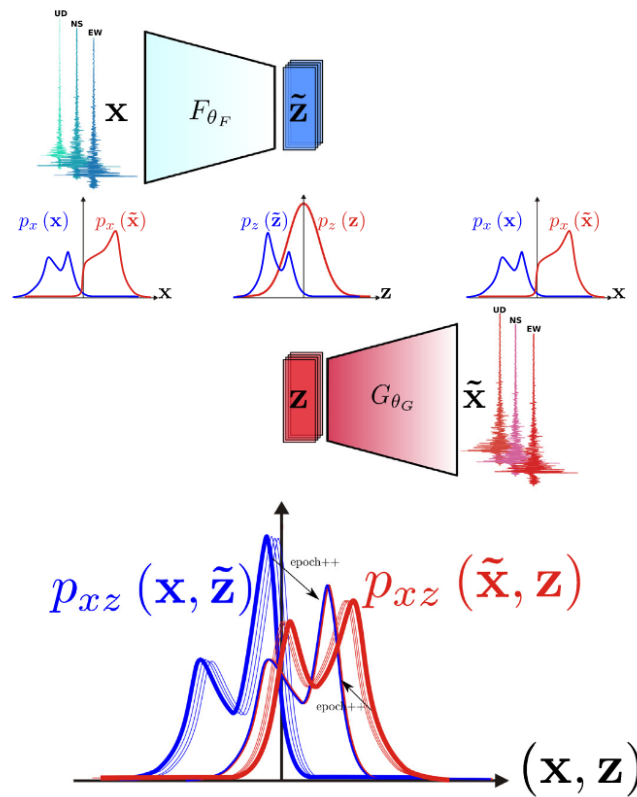 UD
NS
EW
x
F_{θ_F}
z̃
p_x (x) p_x (x̃)
x
p_z (z̃) p_z (z)
z
p_x (x) p_x (x̃)
x
UD
NS
EW
z
G_{θ_G}
x̃
epoch++
p_{xz} (x, z̃)
p_{xz} (x̃, z)
epoch++
(x, z)